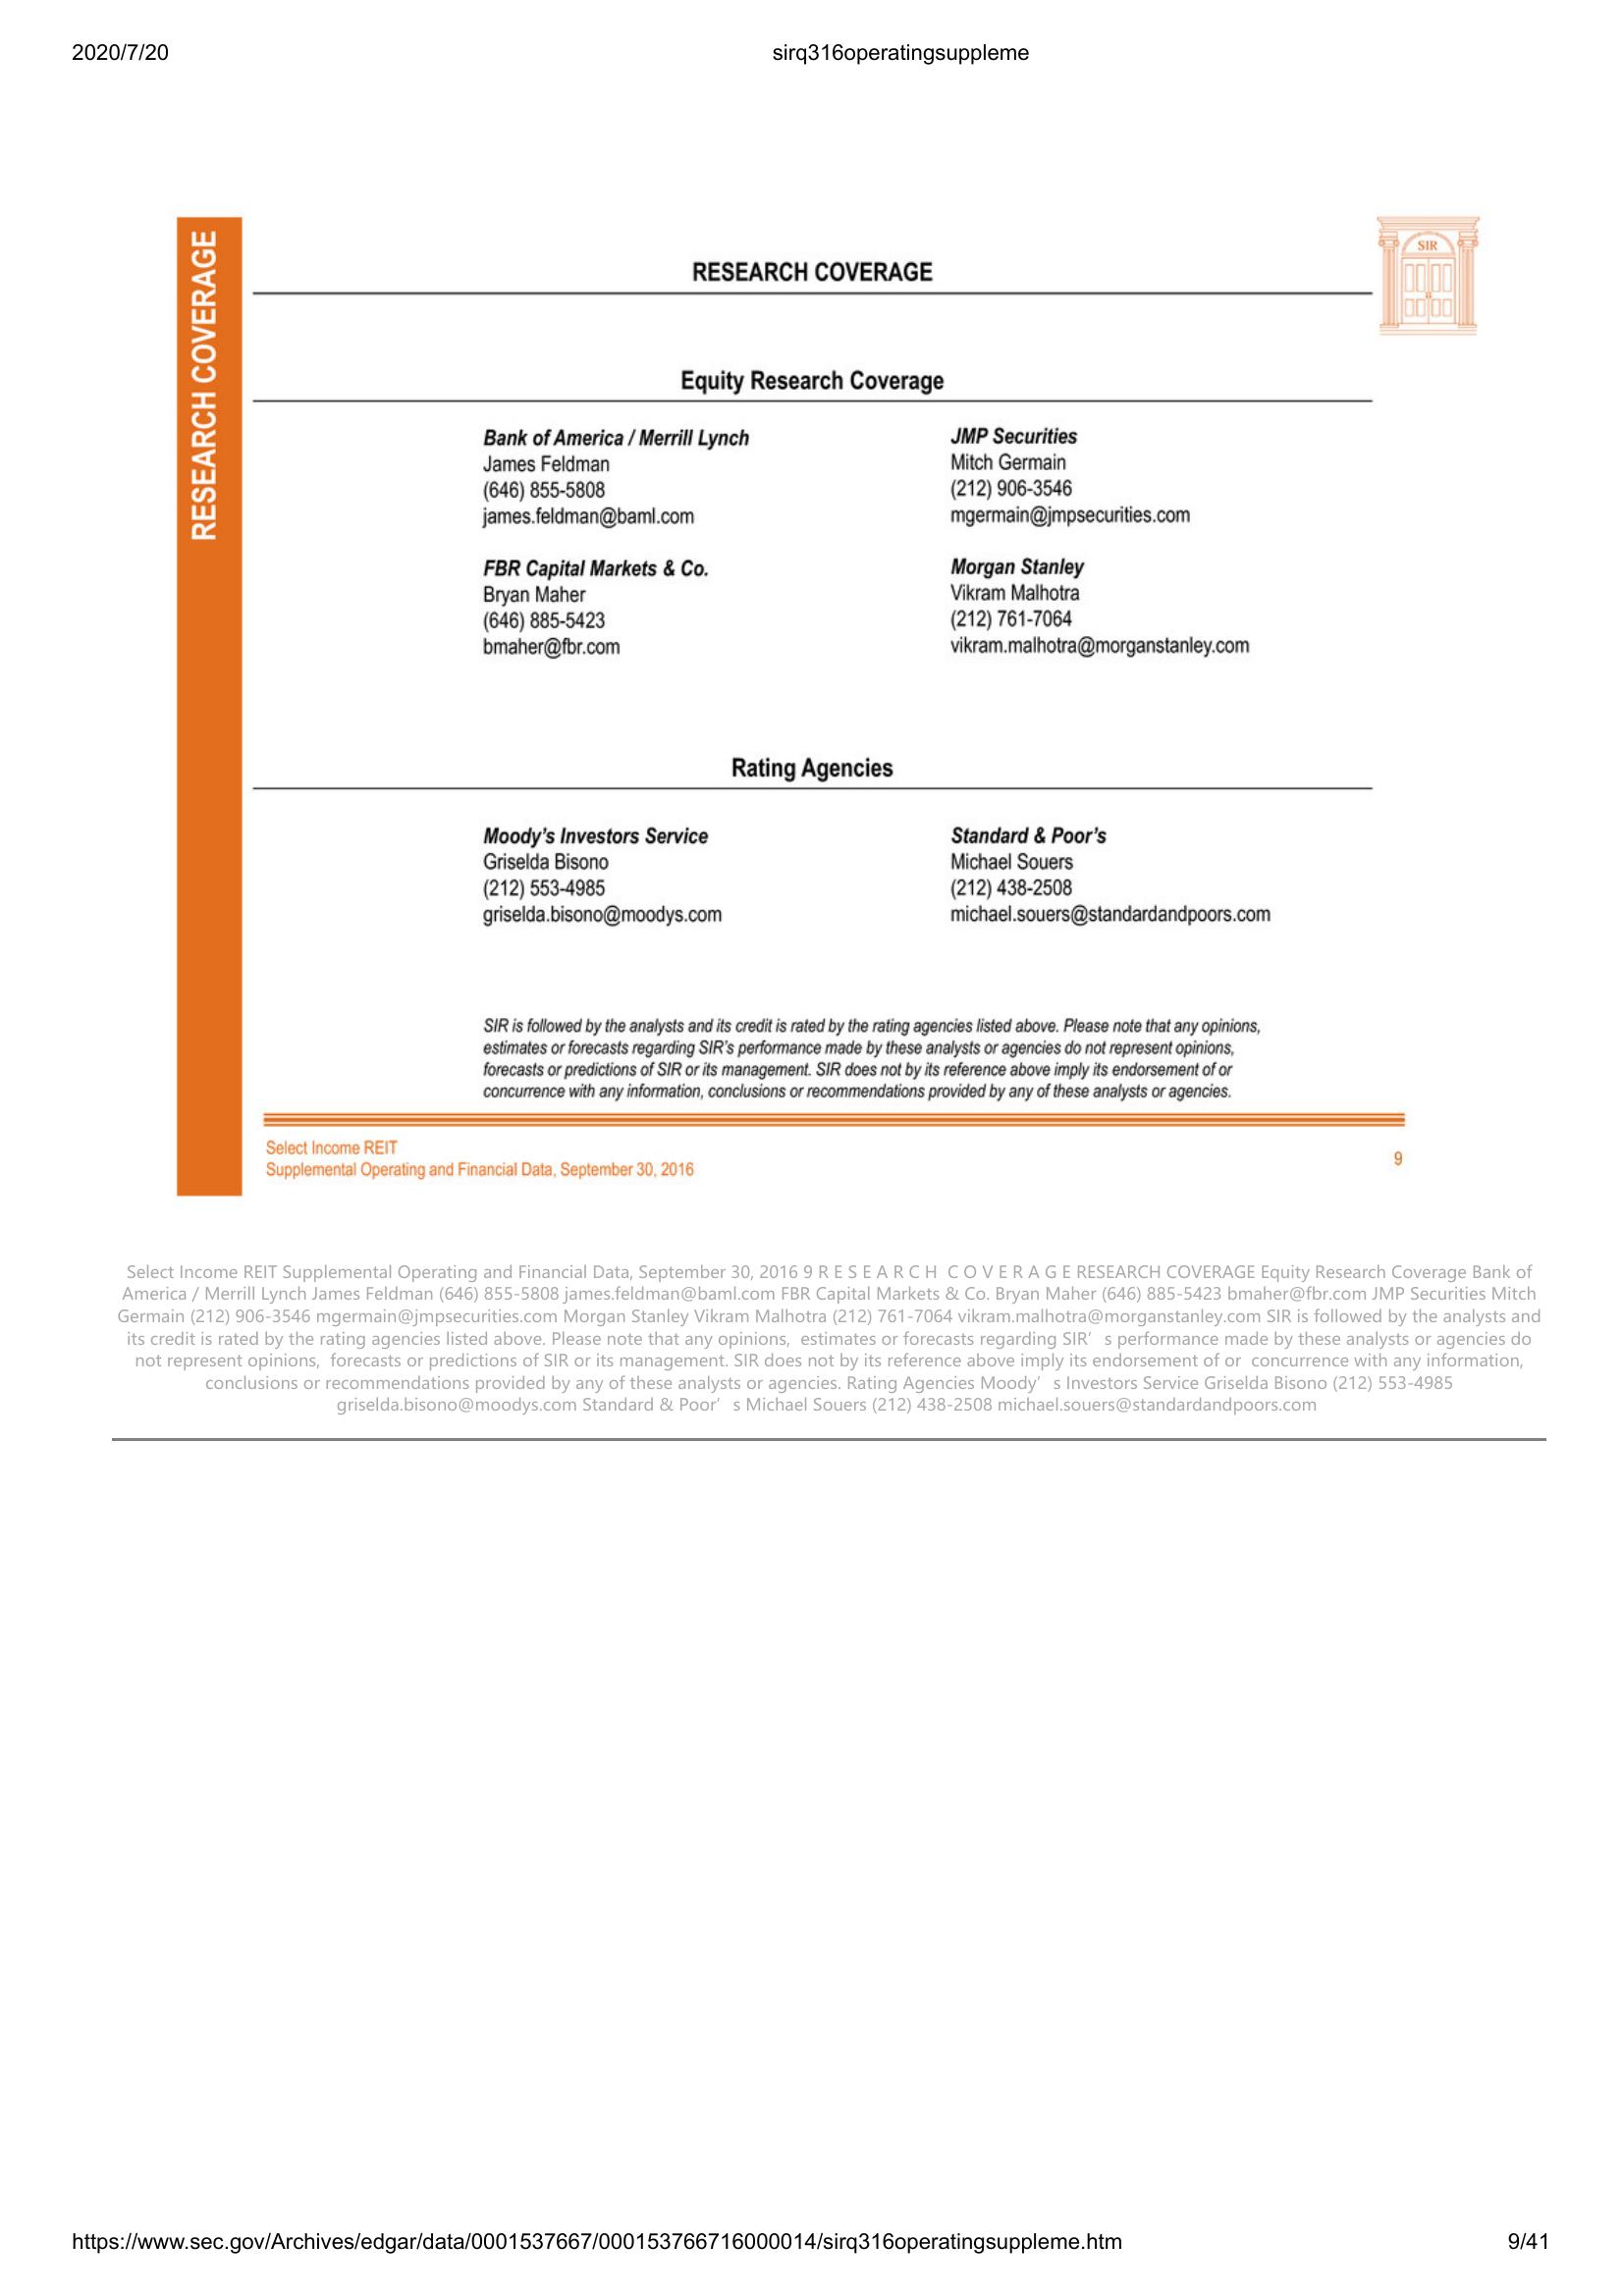 2020/7/20
sirq316operatingsuppleme
RESEARCH COVERAGE
SIR
RESEARCH COVERAGE
Equity Research Coverage
Bank of America / Merrill Lynch
James Feldman
(646) 855-5808
james.feldman@baml.com
JMP Securities
Mitch Germain
(212) 906-3546
mgermain@jmpsecurities.com
FBR Capital Markets & Co.
Bryan Maher
(646) 885-5423
bmaher@fbr.com
Morgan Stanley
Vikram Malhotra
(212) 761-7064
vikram.malhotra@morganstanley.com
Rating Agencies
Moody's Investors Service
Griselda Bisono
(212) 553-4985
griselda.bisono@moodys.com
Standard & Poor's
Michael Souers
(212) 438-2508
michael.souers@standardandpoors.com
SIR is followed by the analysts and its credit is rated by the rating agencies listed above. Please note that any opinions,
estimates or forecasts regarding SIR's performance made by these analysts or agencies do not represent opinions,
forecasts or predictions of SIR or its management. SIR does not by its reference above imply its endorsement of or
concurrence with any information, conclusions or recommendations provided by any of these analysts or agencies.
Select Income REIT
Supplemental Operating and Financial Data, September 30, 2016
9
Select Income REIT Supplemental Operating and Financial Data, September 30, 2016 9 R E S E A R C H  C O V E R A G E RESEARCH COVERAGE Equity Research Coverage Bank of
America / Merrill Lynch James Feldman (646) 855-5808 james.feldman@baml.com FBR Capital Markets & Co. Bryan Maher (646) 885-5423 bmaher@fbr.com JMP Securities Mitch
Germain (212) 906-3546 mgermain@jmpsecurities.com Morgan Stanley Vikram Malhotra (212) 761-7064 vikram.malhotra@morganstanley.com SIR is followed by the analysts and
its credit is rated by the rating agencies listed above. Please note that any opinions,  estimates or forecasts regarding SIR' s performance made by these analysts or agencies do
not represent opinions,  forecasts or predictions of SIR or its management. SIR does not by its reference above imply its endorsement of or  concurrence with any information,
conclusions or recommendations provided by any of these analysts or agencies. Rating Agencies Moody' s Investors Service Griselda Bisono (212) 553-4985
griselda.bisono@moodys.com Standard & Poor' s Michael Souers (212) 438-2508 michael.souers@standardandpoors.com
https://www.sec.gov/Archives/edgar/data/0001537667/000153766716000014/sirq316operatingsuppleme.htm
9/41